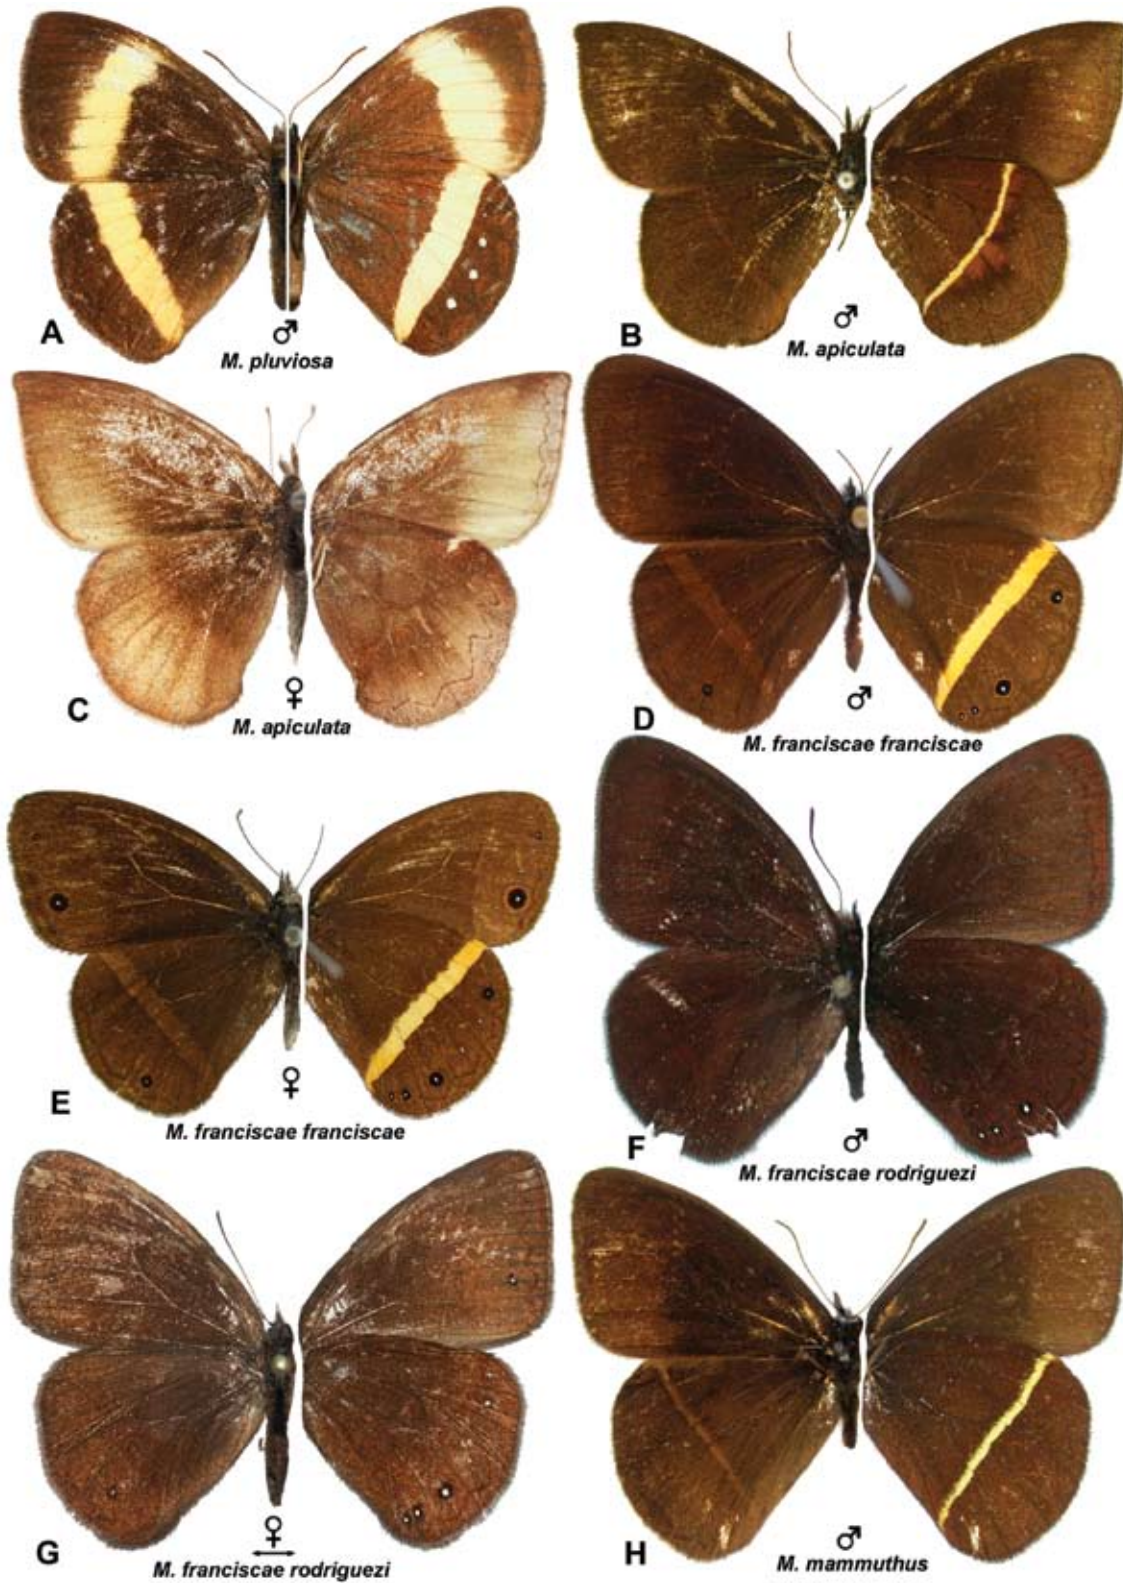 A
♂
M. pluviosa
B
♂
M. apiculata
C
♀
M. apiculata
D
♂
M. franciscae franciscae
E
♀
M. franciscae franciscae
F
♂
M. franciscae rodriguezi
G
♀
M. franciscae rodriguezi
H
♂
M. mammuthus